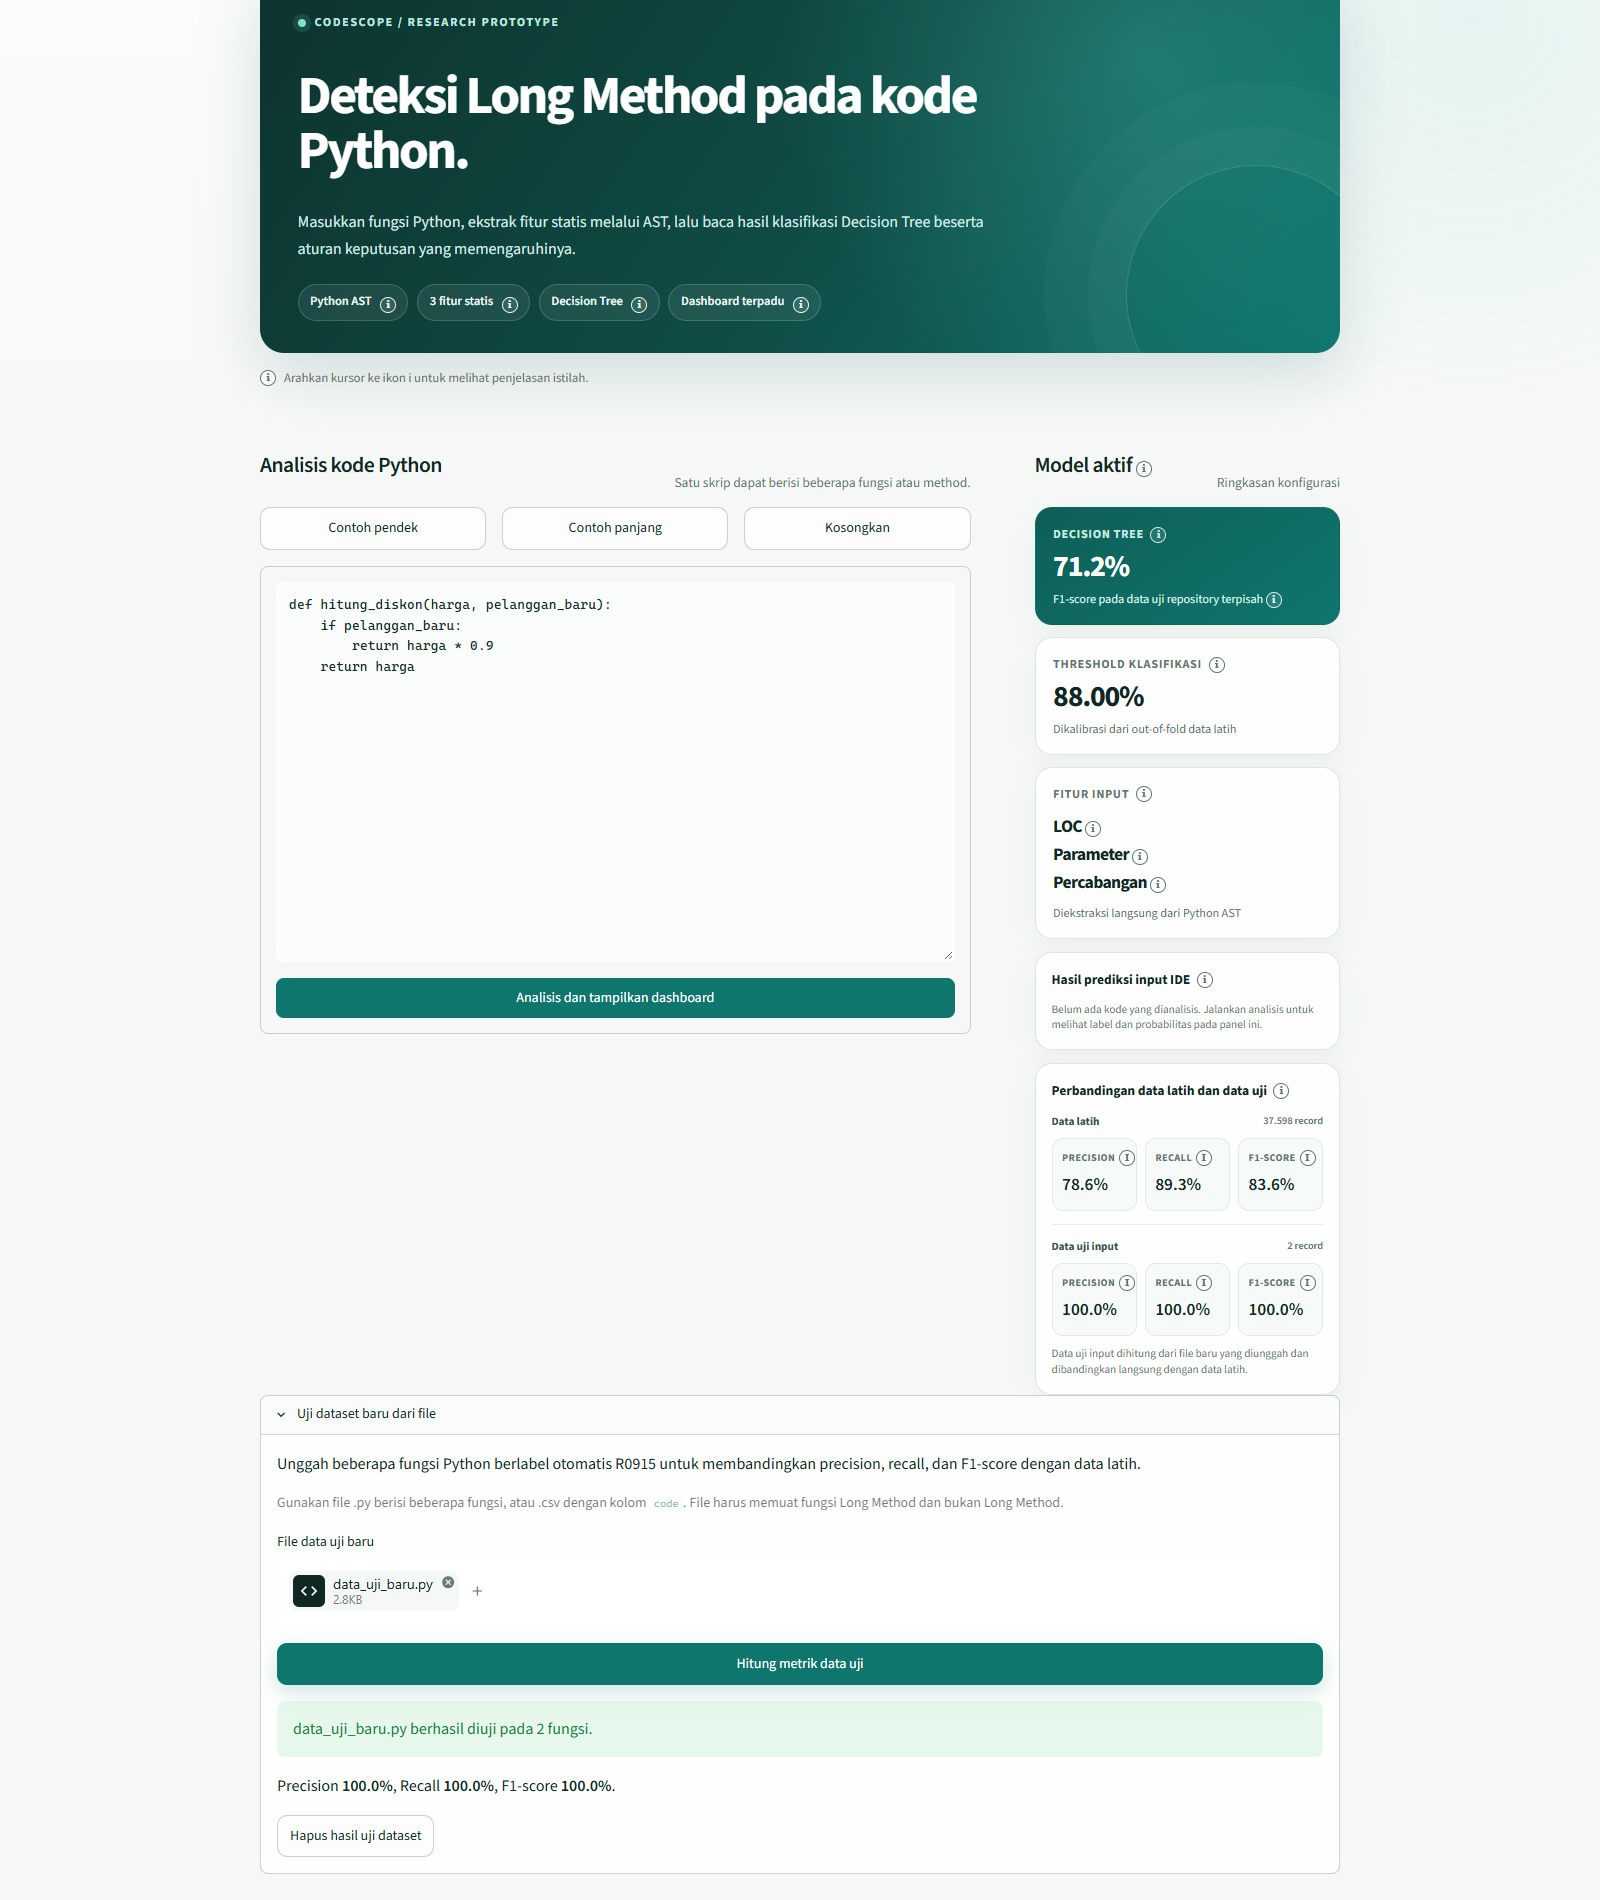 CODESCOPE / RESEARCH PROTOTYPE
Deteksi Long Method pada kode
Python.
Masukkan fungsi Python, ekstrak fitur statis melalui AST, lalu baca hasil klasifikasi Decision Tree beserta
aturan keputusan yang memengaruhinya.
Python AST i 3 fitur statis i Decision Tree i Dashboard terpadu i
i Arahkan kursor ke ikon i untuk melihat penjelasan istilah.
Analisis kode Python
Satu skrip dapat berisi beberapa fungsi atau method.
Contoh pendek Contoh panjang Kosongkan
def hitung_diskon(harga, pelanggan_baru):
    if pelanggan_baru:
        return harga * 0.9
    return harga
Analisis dan tampilkan dashboard
Model aktif i
Ringkasan konfigurasi
DECISION TREE i
71.2%
F1-score pada data uji repository terpisah i
THRESHOLD KLASIFIKASI i
88.00%
Dikalibrasi dari out-of-fold data latih
FITUR INPUT i
LOC i
Parameter i
Percabangan i
Diekstraksi langsung dari Python AST
Hasil prediksi input IDE i
Belum ada kode yang dianalisis. Jalankan analisis untuk
melihat label dan probabilitas pada panel ini.
Perbandingan data latih dan data uji i
Data latih 37.598 record
PRECISION I RECALL I F1-SCORE I
78.6% 89.3% 83.6%
Data uji input 2 record
PRECISION I RECALL I F1-SCORE I
100.0% 100.0% 100.0%
Data uji input dihitung dari file baru yang diunggah dan
dibandingkan langsung dengan data latih.
Uji dataset baru dari file
Unggah beberapa fungsi Python berlabel otomatis R0915 untuk membandingkan precision, recall, dan F1-score dengan data latih.
Gunakan file .py berisi beberapa fungsi, atau .csv dengan kolom code . File harus memuat fungsi Long Method dan bukan Long Method.
File data uji baru
data_uji_baru.py
2.8KB
Hitung metrik data uji
data_uji_baru.py berhasil diuji pada 2 fungsi.
Precision 100.0%, Recall 100.0%, F1-score 100.0%.
Hapus hasil uji dataset